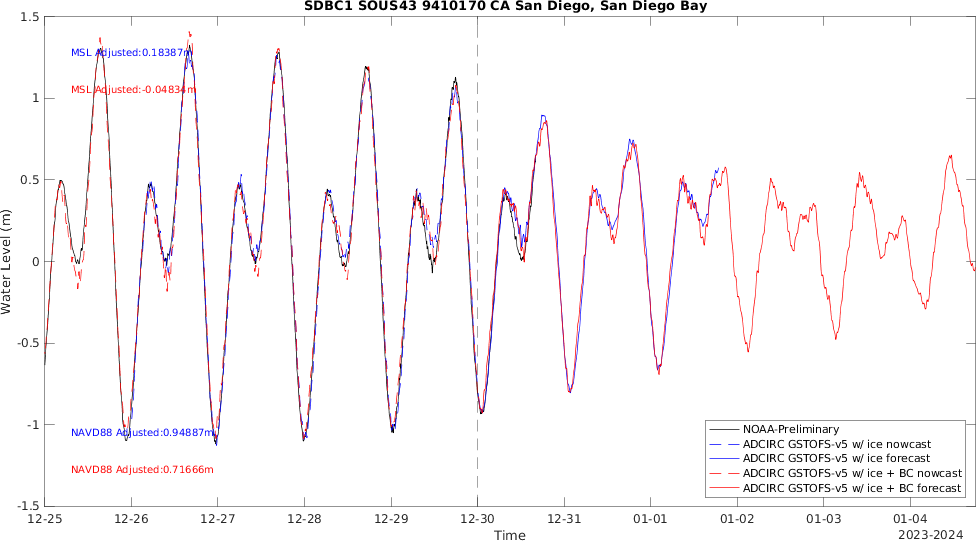 SDBC1 SOUS43 9410170 CA San Diego, San Diego Bay
1.5
MSL Adjusted:0.18387m
1
MSL Adjusted:-0.04834m
0.5
Water Level (m)
0
-0.5
-1
NAVD88 Adjusted:0.94887m
NAVD88 Adjusted:0.71666m
-1.5
NOAA-Preliminary
ADCIRC GSTOFS-v5 w/ ice nowcast
ADCIRC GSTOFS-v5 w/ ice forecast
ADCIRC GSTOFS-v5 w/ ice + BC nowcast
ADCIRC GSTOFS-v5 w/ ice + BC forecast
12-25 12-26 12-27 12-28 12-29 12-30 12-31 01-01 01-02 01-03 01-04
Time
2023-2024